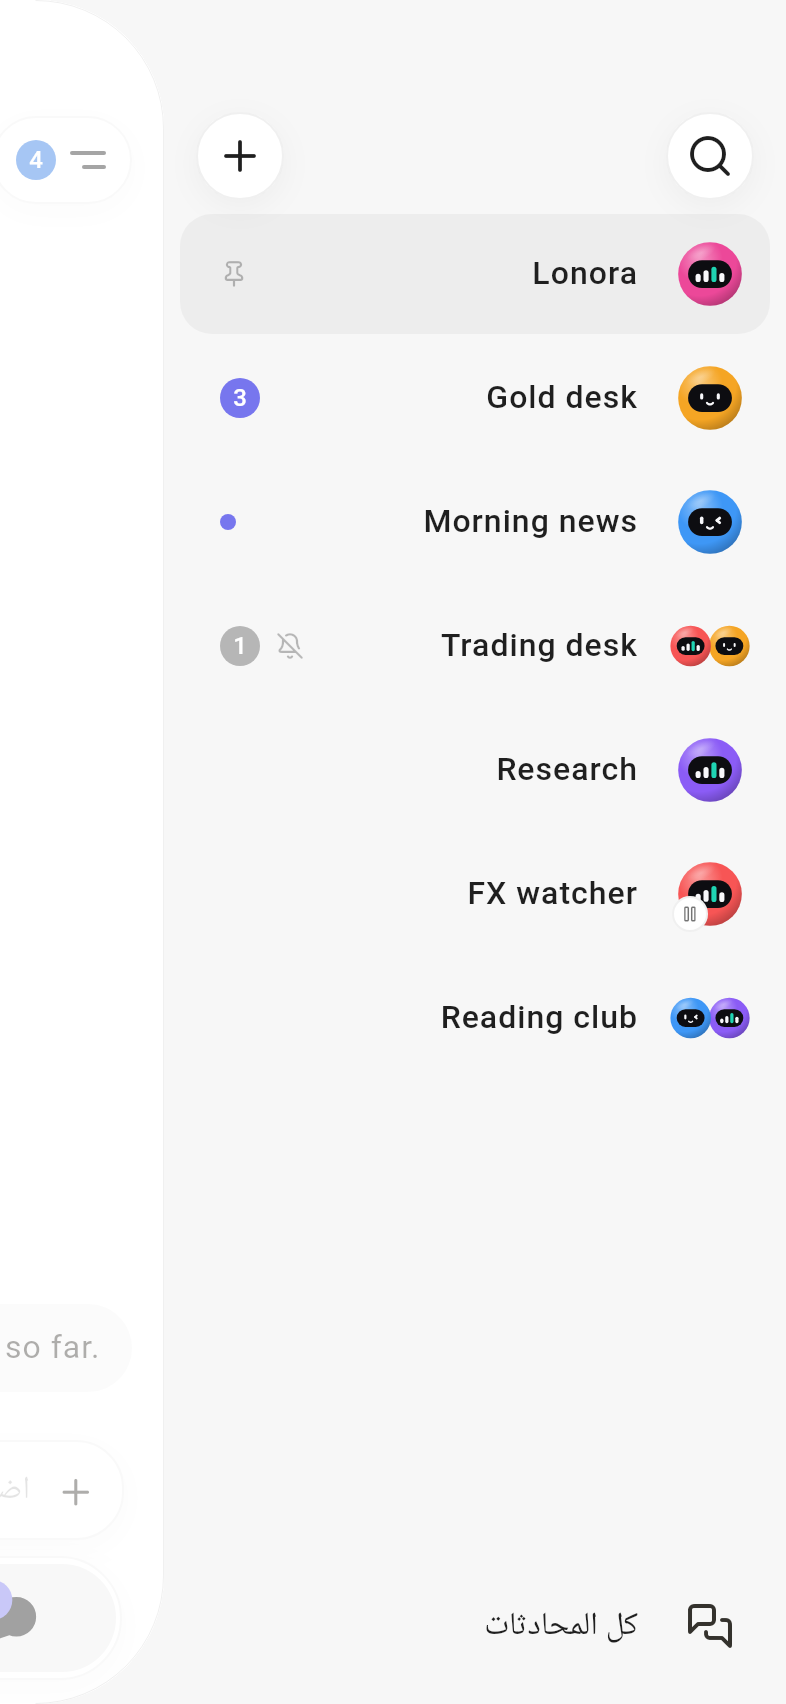 4
Lonora
Gold desk
3
Morning news
Trading desk
1
Research
FX watcher
Reading club
so far.
كل المحادثات